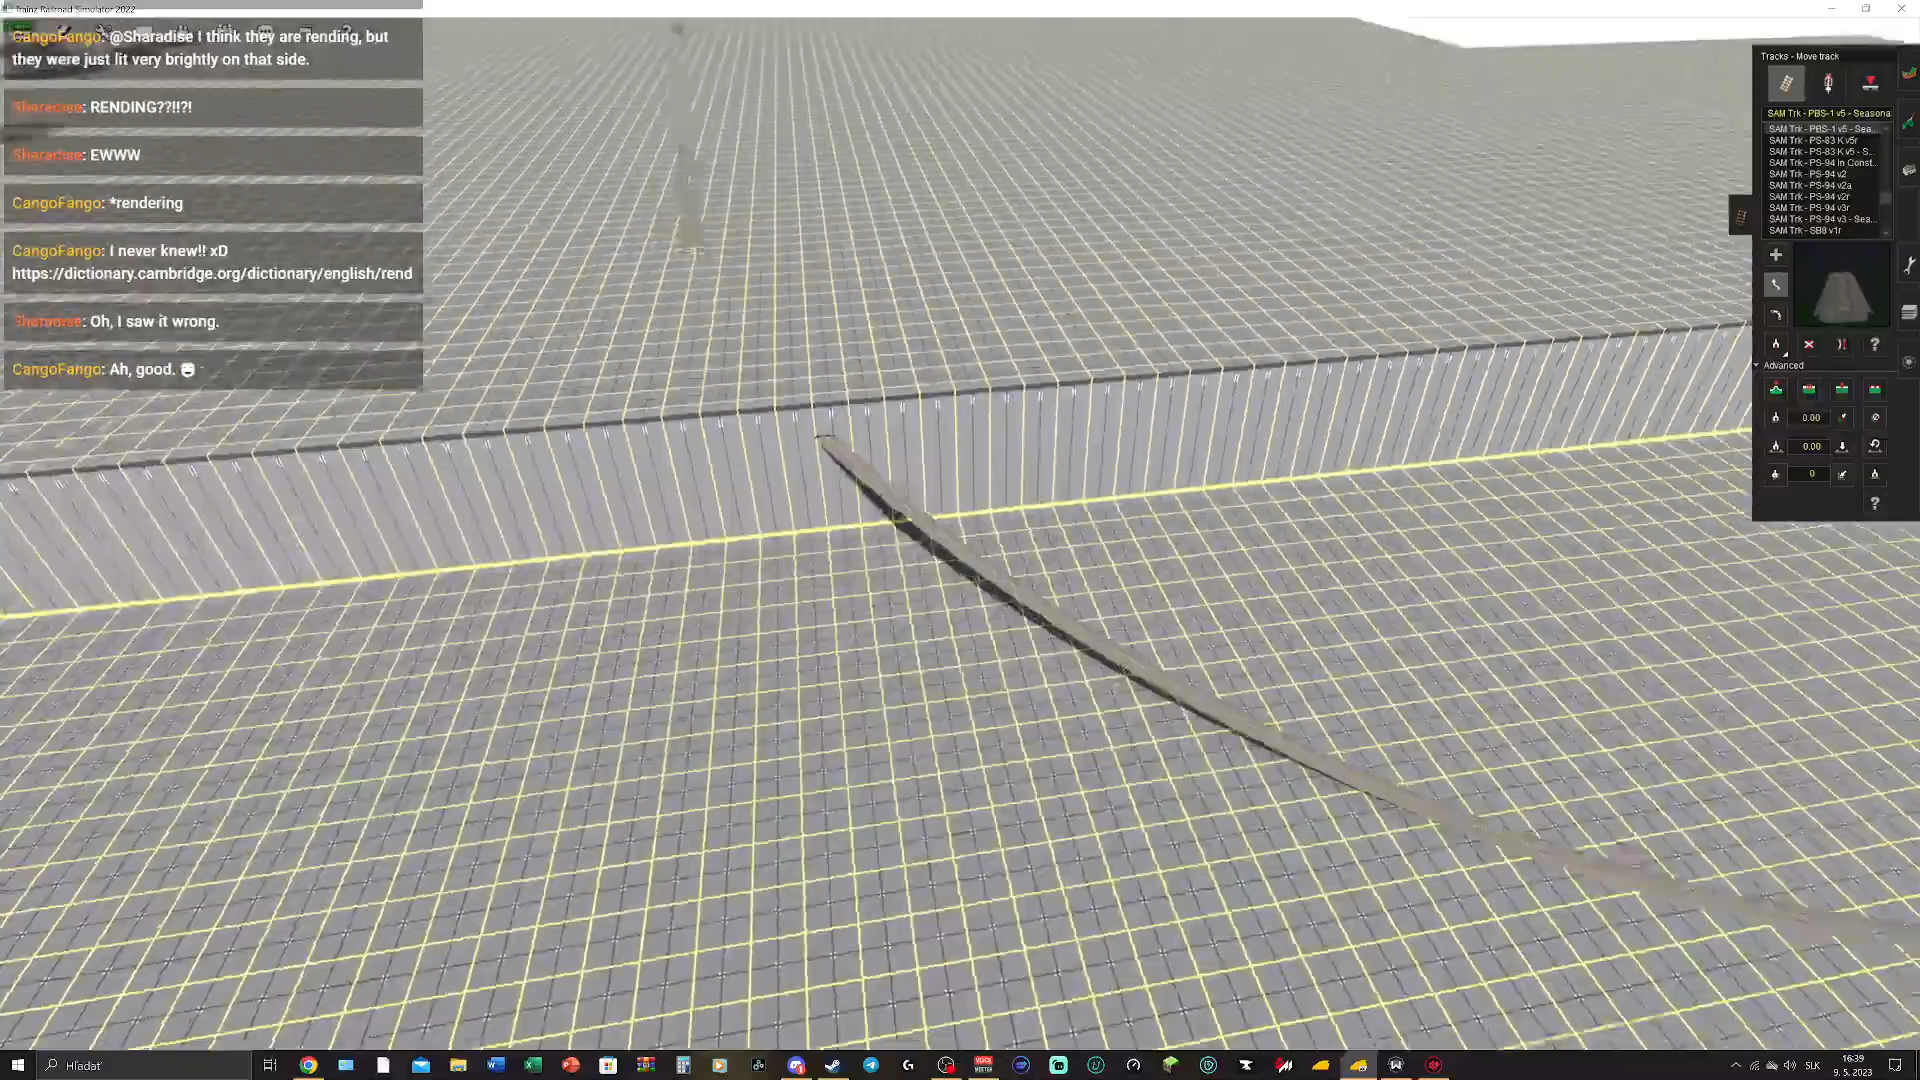 Trainz Railroad Simulator 2022
CangoFango: @Sharadise I think they are rending, but
they were just lit very brightly on that side.
Sharadise: RENDING??!!?!
Sharadise: EWWW
CangoFango: *rendering
CangoFango: I never knew!! xD
https://dictionary.cambridge.org/dictionary/english/rend
Sharadise: Oh, I saw it wrong.
CangoFango: Ah, good.
Tracks - Move track
SAM Trk - PBS-1 v5 - Seasona
SAM Trk - PBS-1 v5 - Sea...
SAM Trk - PS-83 K v5r
SAM Trk - PS-83 K v5 - S...
SAM Trk - PS-94 In Const...
SAM Trk - PS-94 v2
SAM Trk - PS-94 v2a
SAM Trk - PS-94 v2r
SAM Trk - PS-94 v3r
SAM Trk - PS-94 v3 - Sea...
SAM Trk - SB8 v1r
Advanced
0.00
0.00
0
Hľadať
SLK
16:39
9. 5. 2023